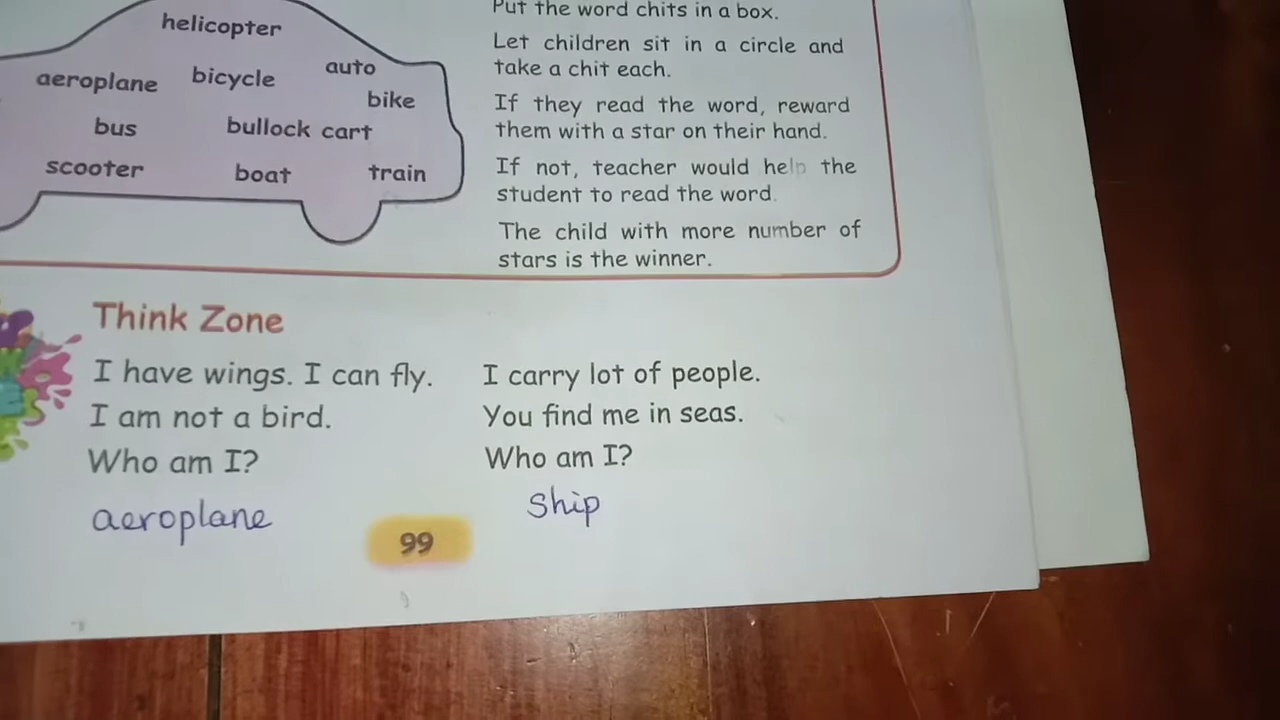 helicopter
aeroplane bicycle auto
bike
bus bullock cart
scooter boat train
Put the word chits in a box.
Let children sit in a circle and
take a chit each.
If they read the word, reward
them with a star on their hand.
If not, teacher would help the
student to read the word.
The child with more number of
stars is the winner.
Think Zone
I have wings. I can fly.
I am not a bird.
Who am I?
aeroplane
I carry lot of people.
You find me in seas.
Who am I?
Ship
99